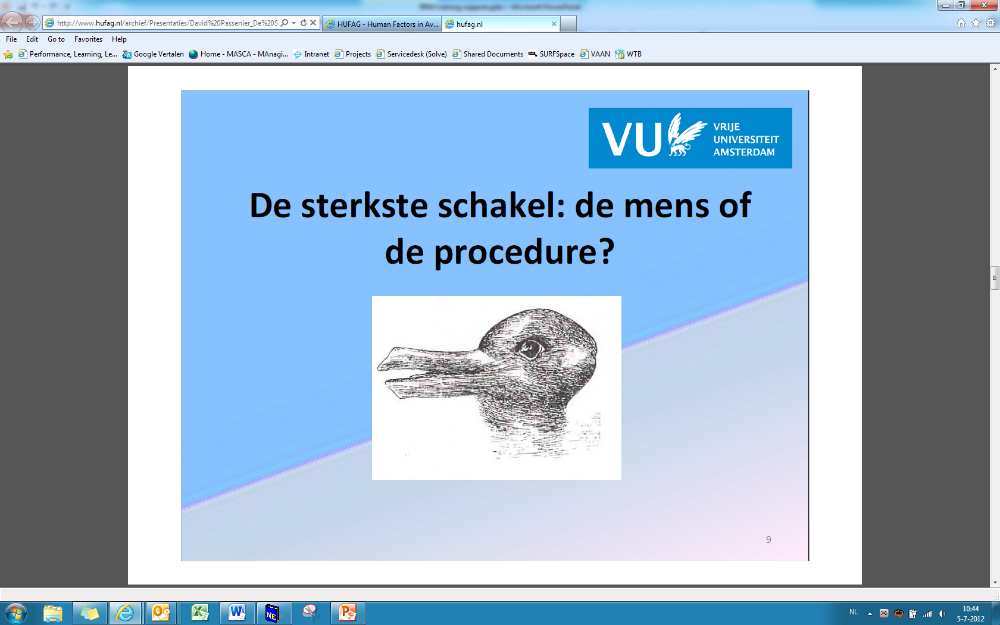 http://www.hufag.nl/archief/Presentaties/David%20Passenier_De%20S
HUFAG - Human Factors in Av...
hufag.nl
File Edit Go to Favorites Help
Performance, Learning, Le... Google Vertalen Home - MASCA - MAnagi... Intranet Projects Servicedesk (Solve) Shared Documents SURFSpace VAAN WTB
VU
VRIJE
UNIVERSITEIT
AMSTERDAM
De sterkste schakel: de mens of
de procedure?
9
NL
10:44
5-7-2012